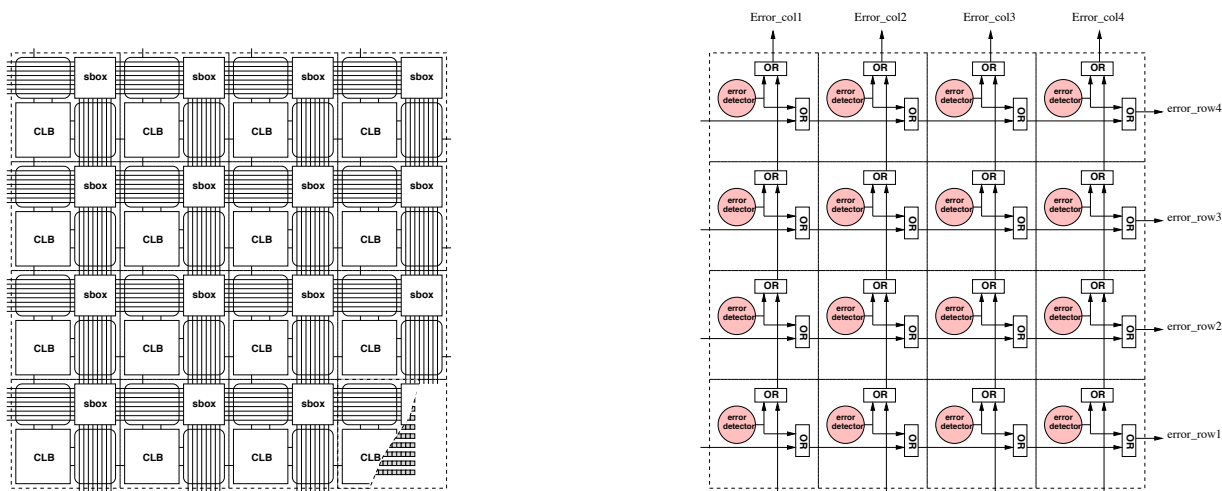 sbox sbox sbox sbox
CLB CLB CLB CLB
sbox sbox sbox sbox
CLB CLB CLB CLB
sbox sbox sbox sbox
CLB CLB CLB CLB
sbox sbox sbox
CLB CLB CLB CLB
Error_col1 Error_col2 Error_col3 Error_col4
OR OR OR OR
error error error error
detector detector detector detector
OR OR OR OR error_row4
OR OR OR OR
error error error error
detector detector detector detector
OR OR OR OR error_row3
OR OR OR OR
error error error error
detector detector detector detector
OR OR OR OR error_row2
OR OR OR OR
error error error error
detector detector detector detector
OR OR OR OR error_row1